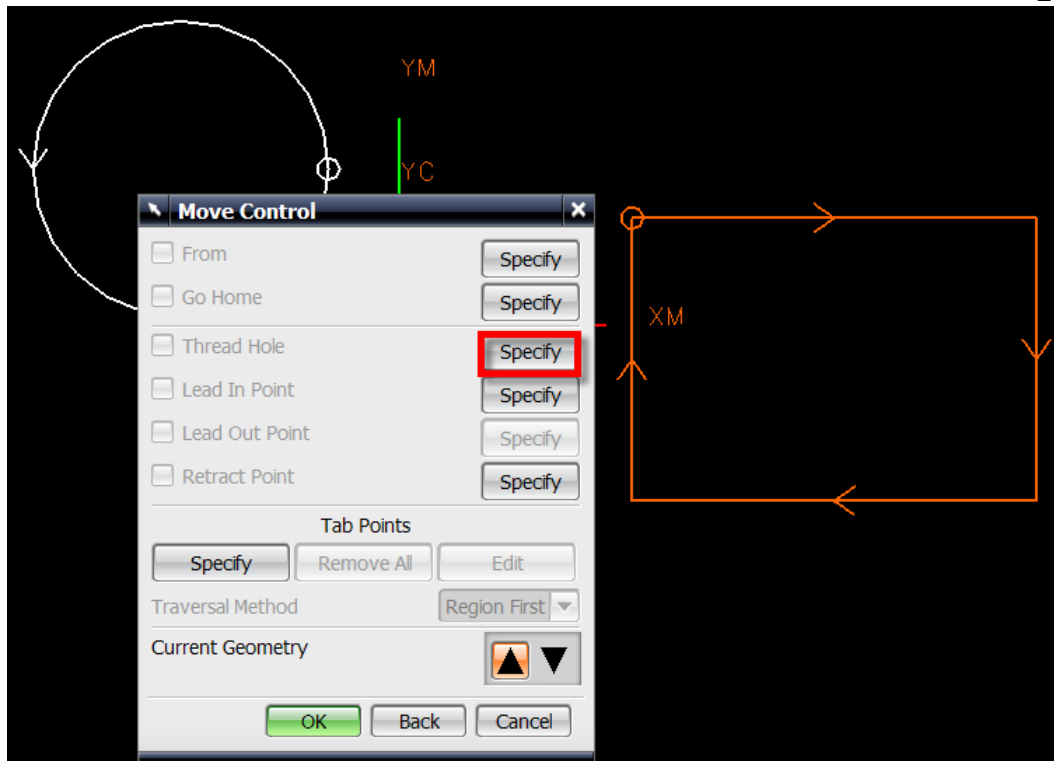 YM
YC
Move Control
From Specify
Go Home Specify
XM
Thread Hole Specify
Lead In Point Specify
Lead Out Point Specify
Retract Point Specify
Tab Points
Specify Remove All Edit
Traversal Method Region First
Current Geometry
OK Back Cancel